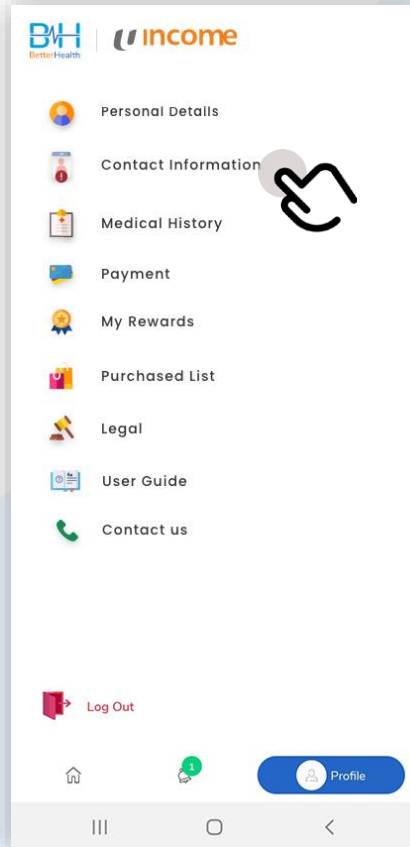 BH
BetterHealth
income
Personal Details
Contact Information
Medical History
Payment
My Rewards
Purchased List
Legal
User Guide
Contact us
Log Out
1
Profile